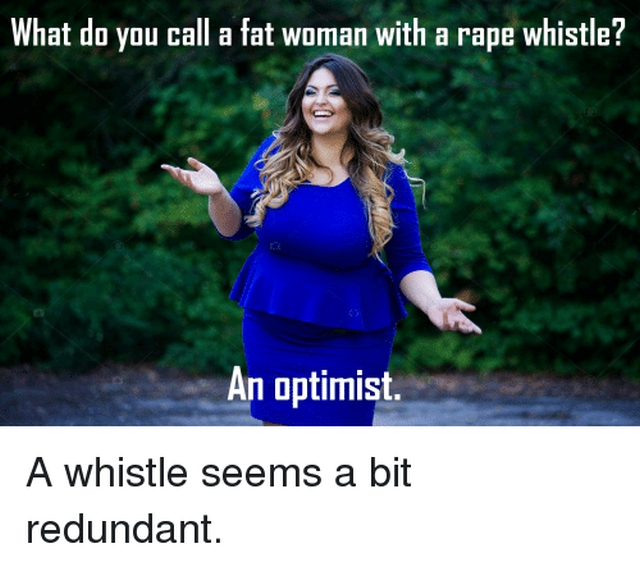 What do you call a fat woman with a rape whistle?
An optimist.
A whistle seems a bit
redundant.